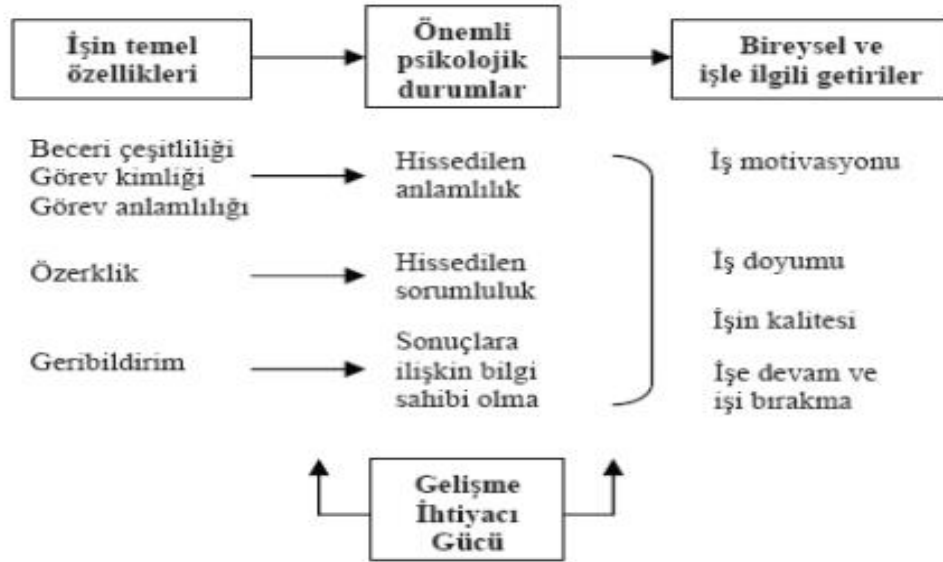 İşin temel
özellikleri
Önemli
psikolojik
durumlar
Bireysel ve
işle ilgili getiriler
Beceri çeşitliliği
Görev kimliği
Görev anlamlılığı
Hissedilen
anlamlılık
İş motivasyonu
Özerklik
Hissedilen
sorumluluk
İş doyumu
İşin kalitesi
Geribildirim
Sonuçlara
ilişkin bilgi
sahibi olma
İşe devam ve
işi bırakma
Gelişme
İhtiyacı
Gücü